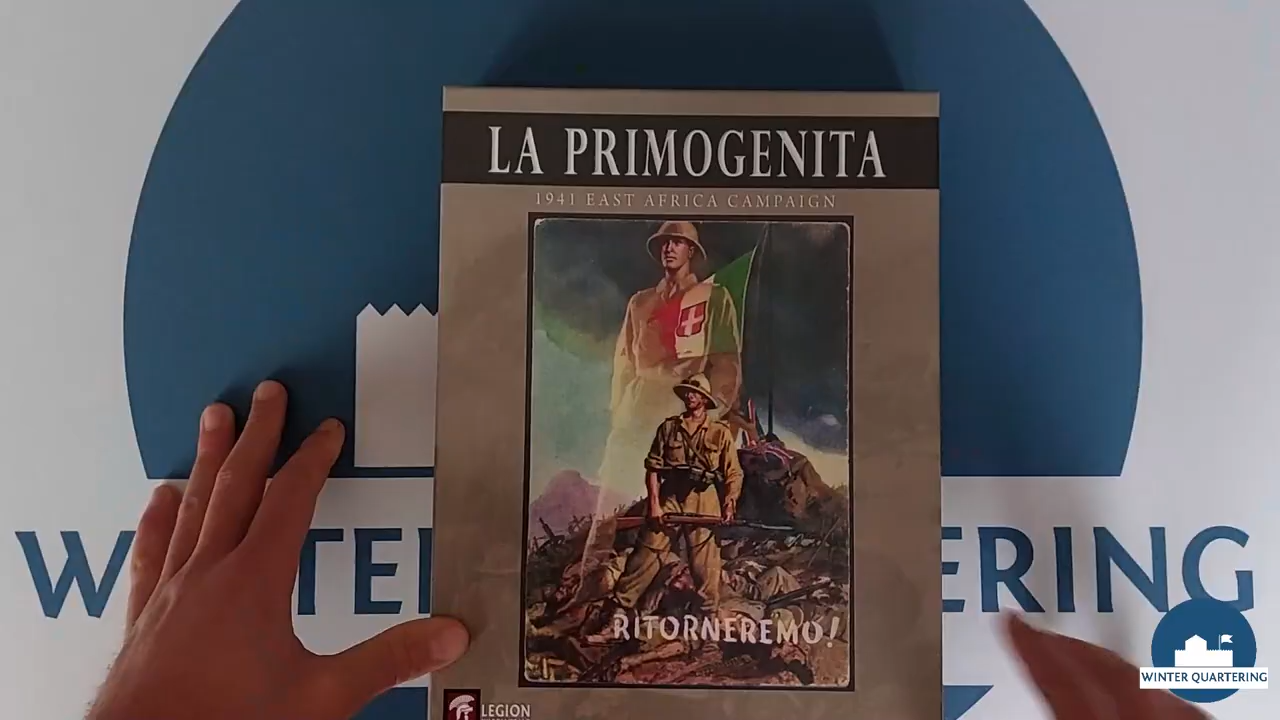 LA PRIMOGENITA
1941 EAST AFRICA CAMPAIGN
RITORNEREMO!
LEGION
WINTER QUARTERING